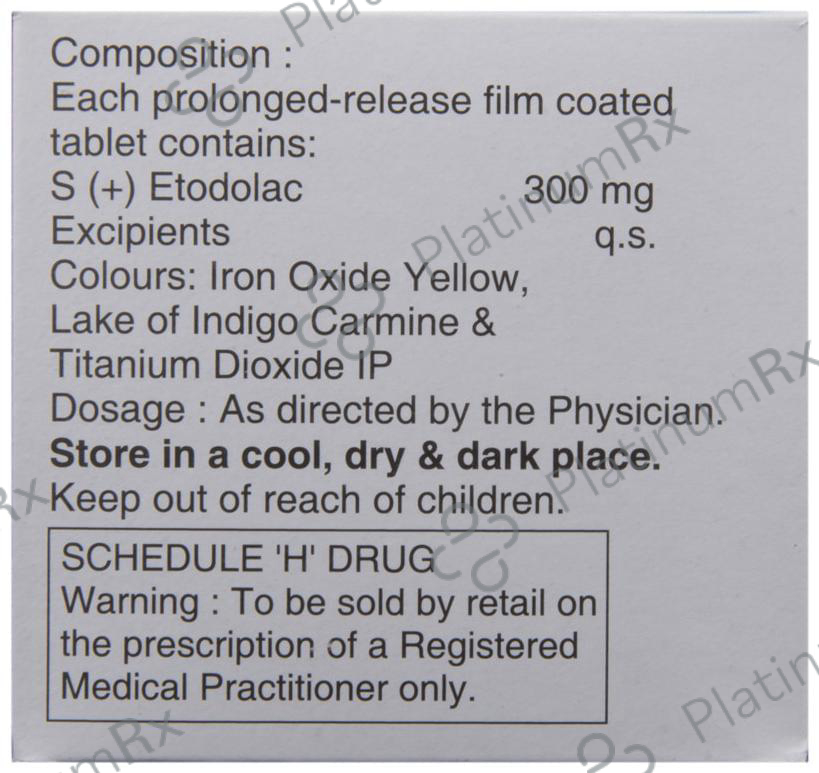 Composition :
Each prolonged-release film coated
tablet contains:
S (+) Etodolac 300 mg
Excipients q.s.
Colours: Iron Oxide Yellow,
Lake of Indigo Carmine &
Titanium Dioxide IP
Dosage : As directed by the Physician.
Store in a cool, dry & dark place.
Keep out of reach of children.
SCHEDULE 'H' DRUG
Warning : To be sold by retail on
the prescription of a Registered
Medical Practitioner only.
PlatinumRx
PlatinumRx